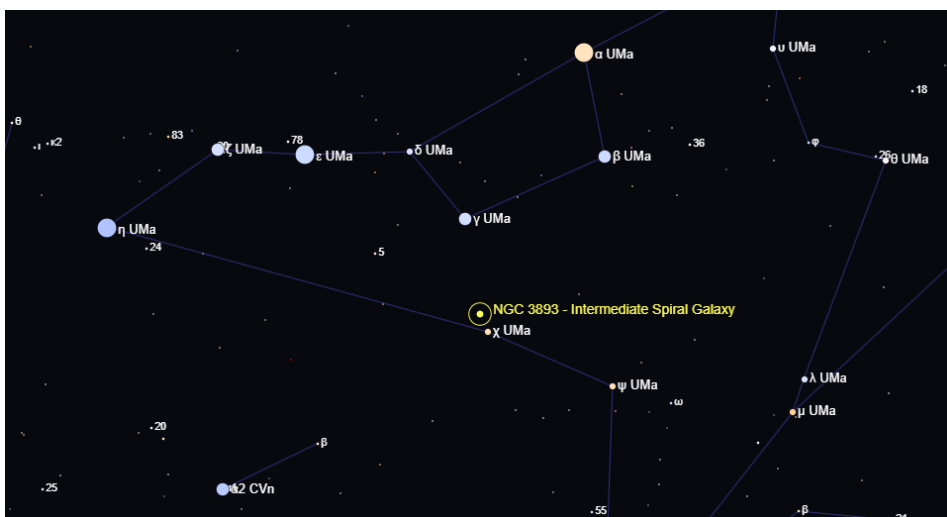 α UMa
υ UMa
18
θ
ι
κ2
83
78
ζ UMa
ε UMa
δ UMa
β UMa
36
φ
26
θ UMa
γ UMa
η UMa
24
5
NGC 3893 - Intermediate Spiral Galaxy
χ UMa
ψ UMa
ω
λ UMa
μ UMa
20
β
25
α2 CVn
55
β